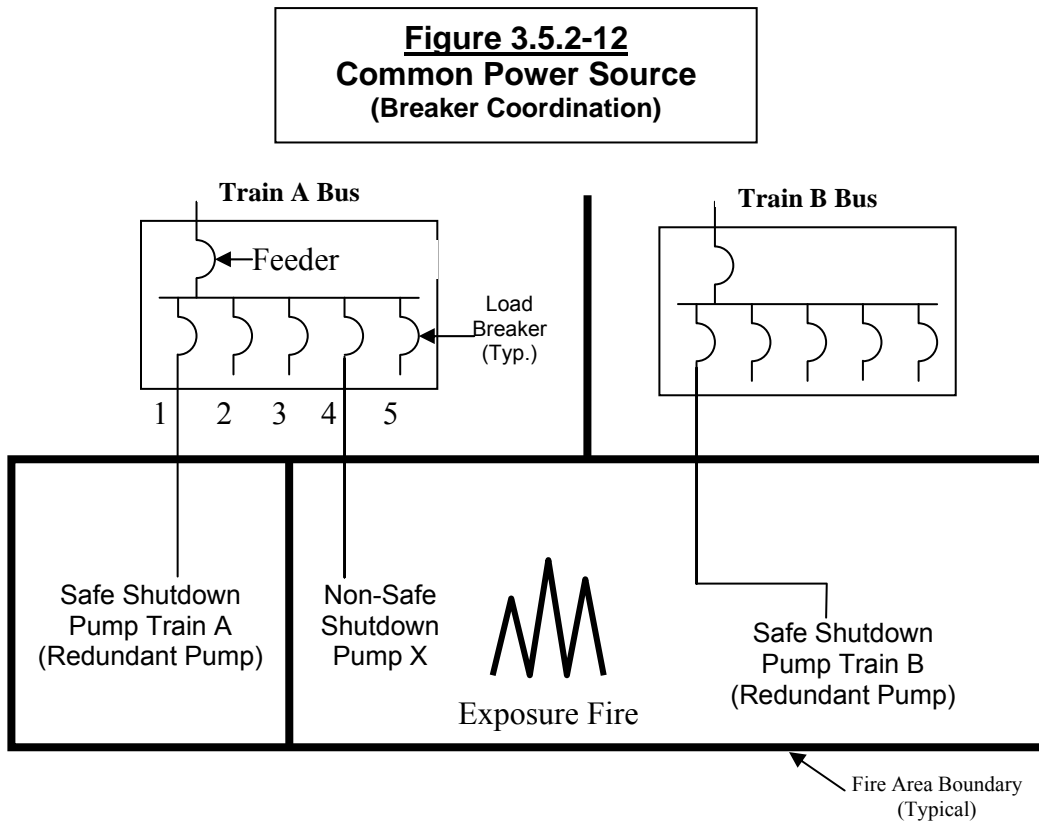 Figure 3.5.2-12
Common Power Source
(Breaker Coordination)
Train A Bus
Train B Bus
Feeder
Load
Breaker
(Typ.)
1 2 3 4 5
Safe Shutdown
Pump Train A
(Redundant Pump)
Non-Safe
Shutdown
Pump X
Exposure Fire
Safe Shutdown
Pump Train B
(Redundant Pump)
Fire Area Boundary
(Typical)